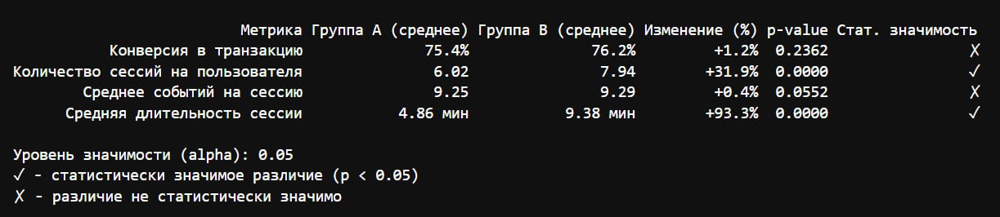 Метрика Группа A (среднее) Группа B (среднее) Изменение (%) p-value Стат. значимость
Конверсия в транзакцию 75.4% 76.2% +1.2% 0.2362 ✗
Количество сессий на пользователя 6.02 7.94 +31.9% 0.0000 ✓
Среднее событий на сессию 9.25 9.29 +0.4% 0.0552 ✗
Средняя длительность сессии 4.86 мин 9.38 мин +93.3% 0.0000 ✓
Уровень значимости (alpha): 0.05
✓ - статистически значимое различие (p < 0.05)
✗ - различие не статистически значимо